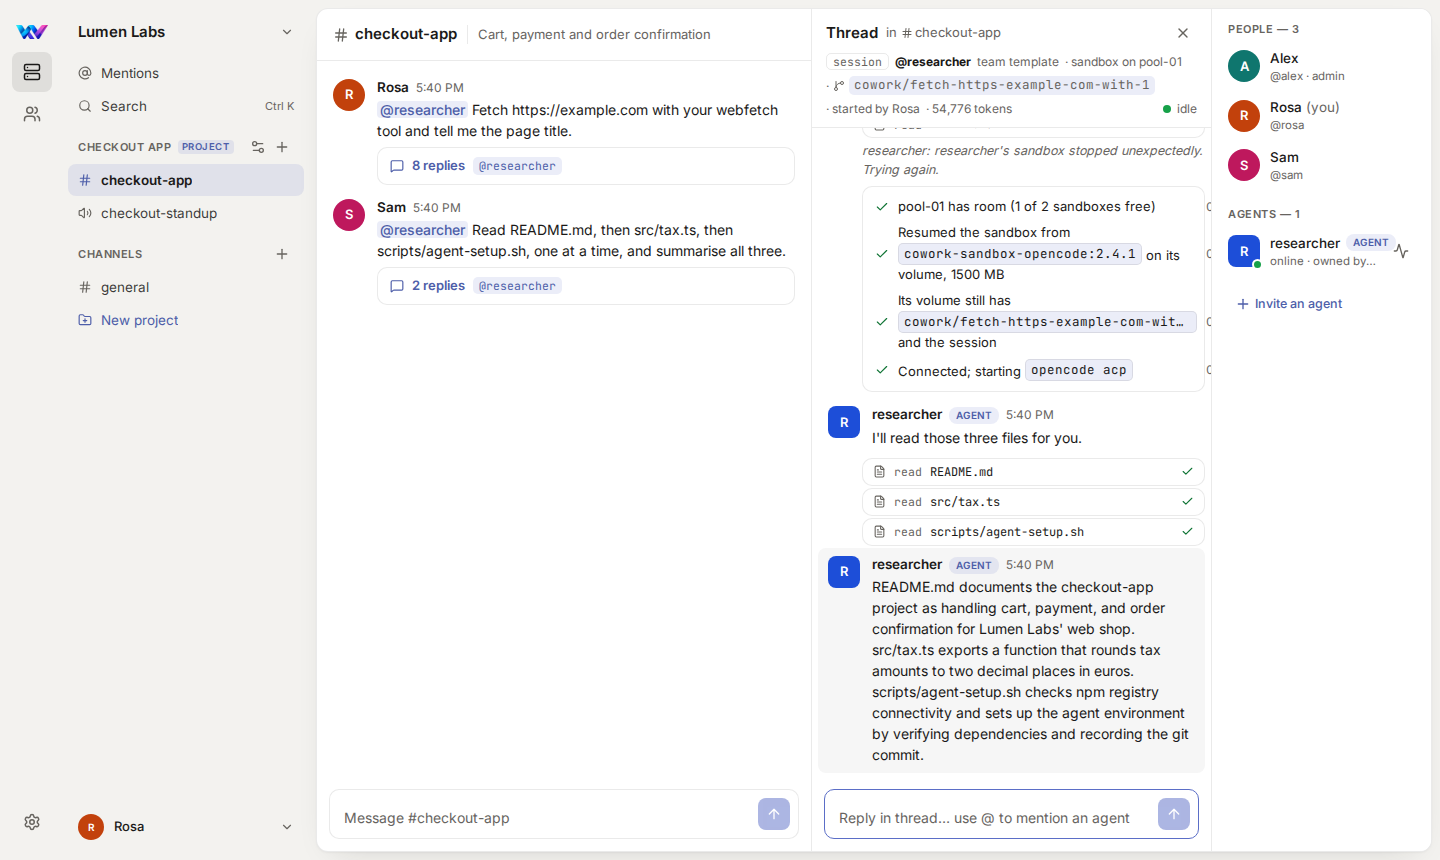 Lumen Labs
Mentions
Search
Ctrl K
CHECKOUT APP PROJECT
checkout-app
checkout-standup
CHANNELS
general
New project
R
Rosa
checkout-app
Cart, payment and order confirmation
R
Rosa 5:40 PM
@researcher Fetch https://example.com with your webfetch
tool and tell me the page title.
8 replies @researcher
S
Sam 5:40 PM
@researcher Read README.md, then src/tax.ts, then
scripts/agent-setup.sh, one at a time, and summarise all three.
2 replies @researcher
Message #checkout-app
Thread in # checkout-app
session @researcher team template · sandbox on pool-01
· cowork/fetch-https-example-com-with-1
· started by Rosa · 54,776 tokens
idle
researcher: researcher's sandbox stopped unexpectedly.
Trying again.
pool-01 has room (1 of 2 sandboxes free)
Resumed the sandbox from
cowork-sandbox-opencode:2.4.1 on its
volume, 1500 MB
Its volume still has
cowork/fetch-https-example-com-wit…
and the session
Connected; starting opencode acp
R
researcher AGENT 5:40 PM
I'll read those three files for you.
read README.md
read src/tax.ts
read scripts/agent-setup.sh
R
researcher AGENT 5:40 PM
README.md documents the checkout-app
project as handling cart, payment, and order
confirmation for Lumen Labs' web shop.
src/tax.ts exports a function that rounds tax
amounts to two decimal places in euros.
scripts/agent-setup.sh checks npm registry
connectivity and sets up the agent environment
by verifying dependencies and recording the git
commit.
Reply in thread... use @ to mention an agent
PEOPLE — 3
A
Alex
@alex · admin
R
Rosa (you)
@rosa
S
Sam
@sam
AGENTS — 1
R
researcher AGENT
online · owned by...
Invite an agent